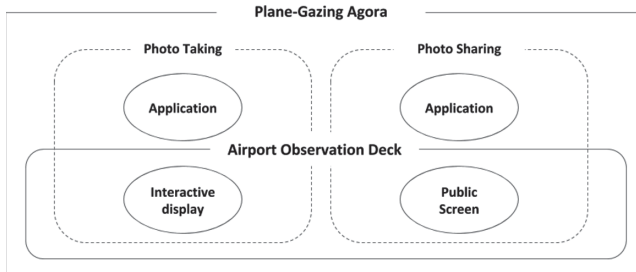 Plane-Gazing Agora
Photo Taking
Photo Sharing
Application
Application
Airport Observation Deck
Interactive
display
Public
Screen